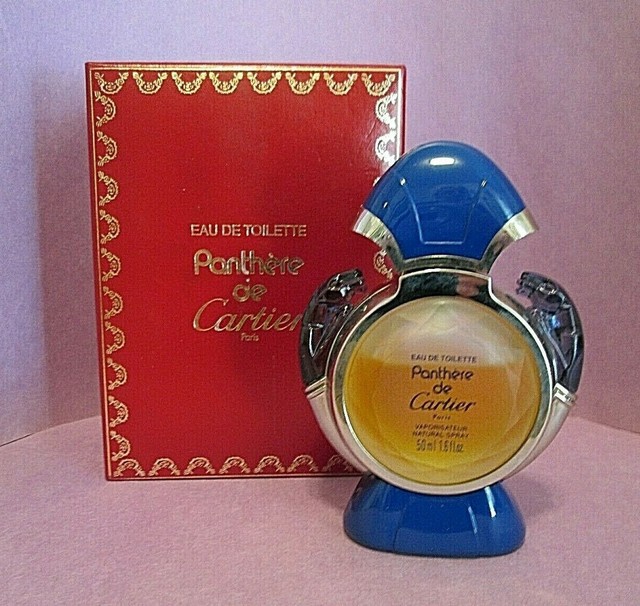 EAU DE TOILETTE
Panthère
de
Cartier
Paris
EAU DE TOILETTE
Panthère
de
Cartier
Paris
VAPORISATEUR
NATURAL SPRAY
50 ml 1.6 fl.oz